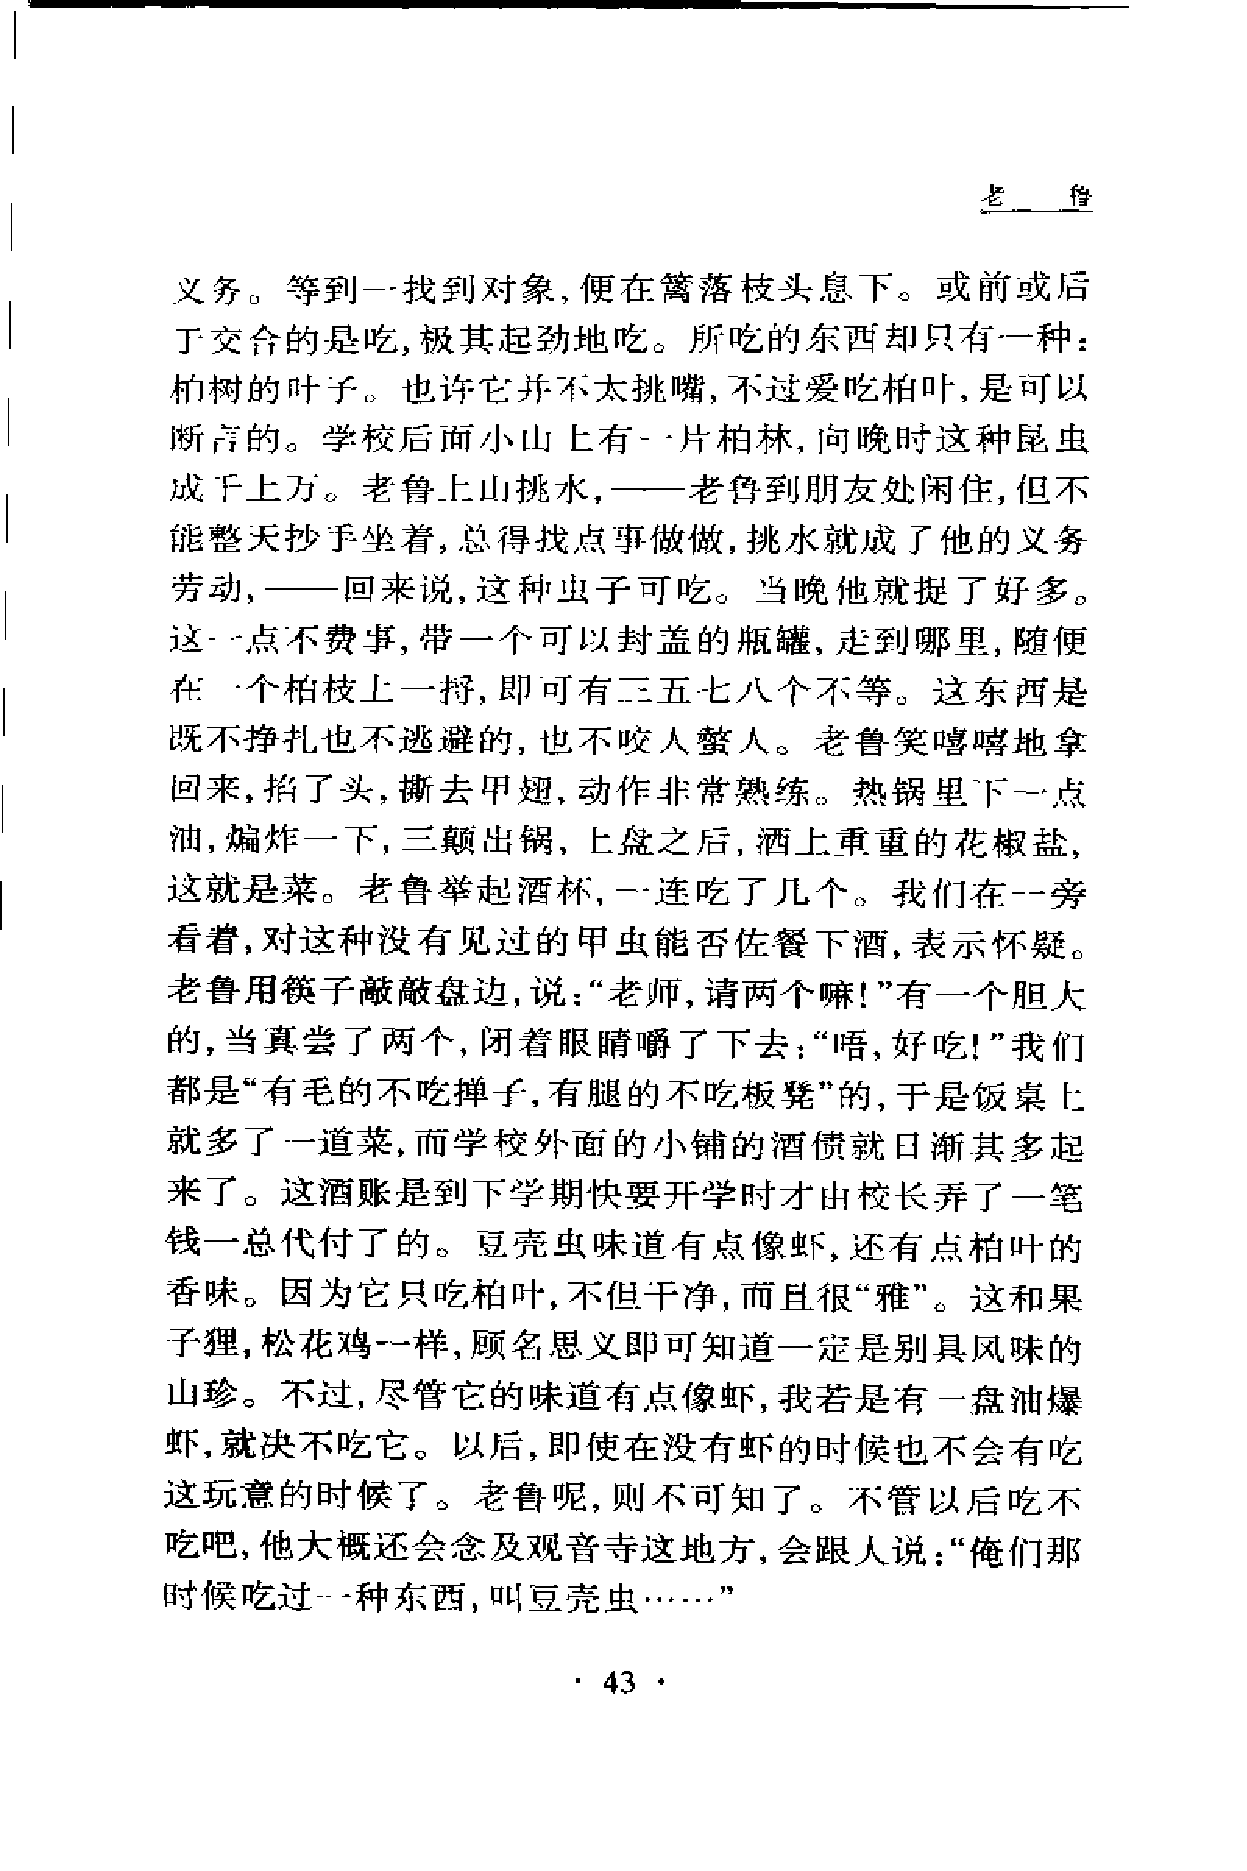 老 鲁
义务。等到一找到对象,便在篱落枝头息下。或前或后
于交合的是吃,极其起劲地吃。所吃的东西却只有一种:
柏树的叶子。也许它并不太挑嘴,不过爱吃柏叶,是可以
断言的。学校后面小山上有一片柏林,向晚时这种昆虫
成千上万。老鲁上山挑水,——老鲁到朋友处闲住,但不
能整天抄手坐着,总得找点事做做,挑水就成了他的义务
劳动,——回来说,这种虫子可吃。当晚他就捉了好多。
这一点不费事,带一个可以封盖的瓶罐,走到哪里,随便
在一个柏枝上一捋,即可有三五七八个不等。这东西是
既不挣扎也不逃避的,也不咬人螫人。老鲁笑嘻嘻地拿
回来,掐了头,撕去甲翅,动作非常熟练。热锅里下一点
油,煸炸一下,三颠出锅,上盘之后,洒上重重的花椒盐,
这就是菜。老鲁举起酒杯,一连吃了几个。我们在一旁
看着,对这种没有见过的甲虫能否佐餐下酒,表示怀疑。
老鲁用筷子敲敲盘边,说:“老师,请两个嘛!”有一个胆大
的,当真尝了两个,闭着眼睛嚼了下去:“唔,好吃!”我们
都是“有毛的不吃掸子,有腿的不吃板凳”的,于是饭桌上
就多了一道菜,而学校外面的小铺的酒债就日渐其多起
来了。这酒账是到下学期快要开学时才由校长弄了一笔
钱一总代付了的。豆壳虫味道有点像虾,还有点柏叶的
香味。因为它只吃柏叶,不但干净,而且很“雅”。这和果
子狸,松花鸡一样,顾名思义即可知道一定是别具风味的
山珍。不过,尽管它的味道有点像虾,我若是有一盘油爆
虾,就决不吃它。以后,即使在没有虾的时候也不会有吃
这玩意的时候了。老鲁呢,则不可知了。不管以后吃不
吃吧,他大概还会念及观音寺这地方,会跟人说:“俺们那
时候吃过一种东西,叫豆壳虫……”
· 43 ·